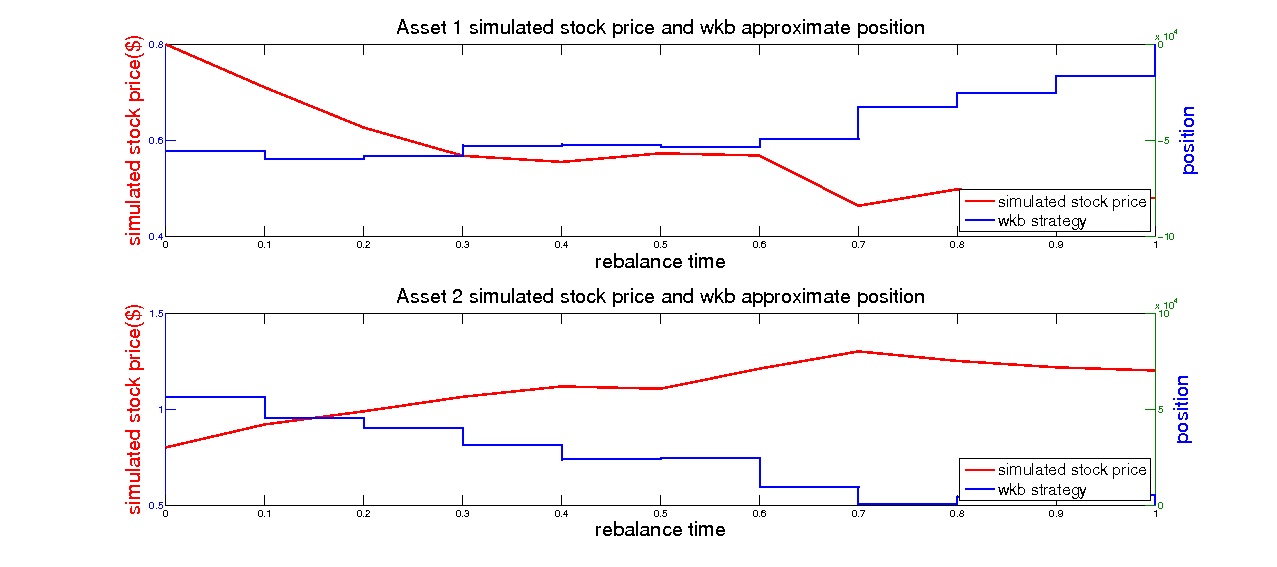 Asset 1 simulated stock price and wkb approximate position
x 10^4
simulated stock price($)
0.8
0.6
0.4
0
-5
-10
position
simulated stock price
wkb strategy
0 0.1 0.2 0.3 0.4 0.5 0.6 0.7 0.8 0.9 1
rebalance time
Asset 2 simulated stock price and wkb approximate position
x 10^4
simulated stock price($)
1.5
1
0.5
10
5
0
position
simulated stock price
wkb strategy
0 0.1 0.2 0.3 0.4 0.5 0.6 0.7 0.8 0.9 1
rebalance time